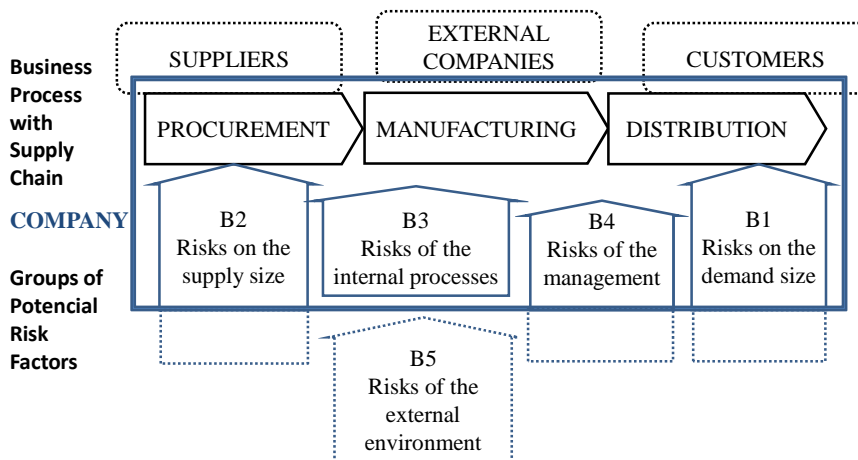 SUPPLIERS
EXTERNAL
COMPANIES
CUSTOMERS
Business
Process
with
Supply
Chain
PROCUREMENT
MANUFACTURING
DISTRIBUTION
COMPANY
B2
Risks on the
supply size
B3
Risks of the
internal processes
B4
Risks of the
management
B1
Risks on the
demand size
Groups of
Potencial
Risk
Factors
B5
Risks of the
external
environment